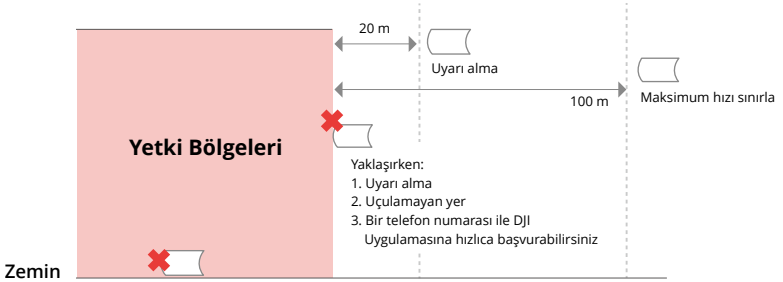 20 m
Uyarı alma
100 m
Maksimum hızı sınırla
Yetki Bölgeleri
Yaklaşırken:
1. Uyarı alma
2. Uçulamayan yer
3. Bir telefon numarası ile DJI
Uygulamasına hızlıca başvurabilirsiniz
Zemin